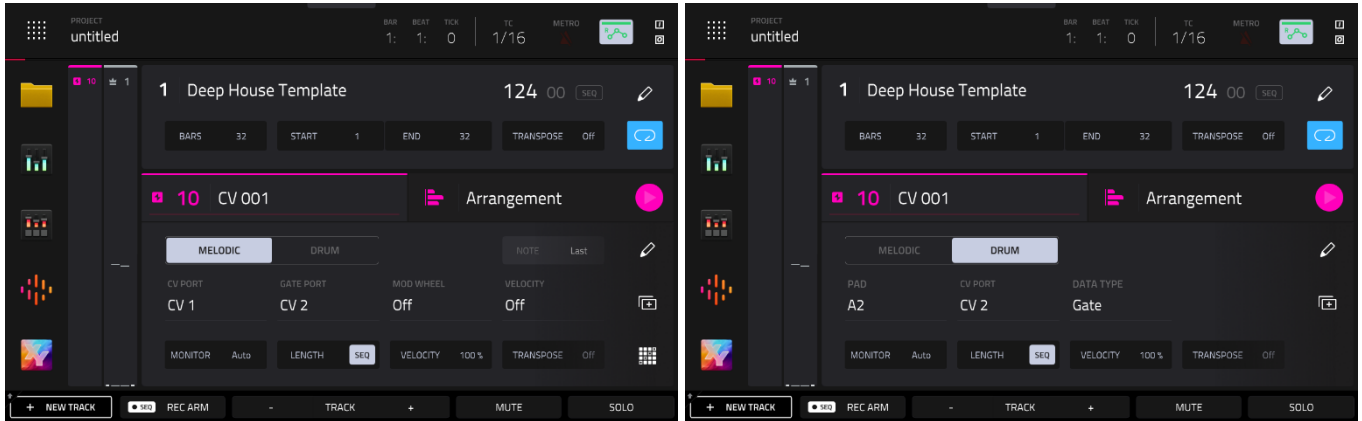 PROJECT
untitled
BAR BEAT TICK TC METRO
1: 1: 0 1/16
10 1
1 Deep House Template 124 00 SEQ
BARS 32 START 1 END 32 TRANSPOSE Off
10 CV 001 Arrangement
MELODIC DRUM NOTE Last
CV PORT GATE PORT MOD WHEEL VELOCITY
CV 1 CV 2 Off Off
MONITOR Auto LENGTH SEQ VELOCITY 100 % TRANSPOSE Off
XY
+ NEW TRACK SEQ REC ARM - TRACK + MUTE SOLO
PROJECT
untitled
BAR BEAT TICK TC METRO
1: 1: 0 1/16
10 1
1 Deep House Template 124 00 SEQ
BARS 32 START 1 END 32 TRANSPOSE Off
10 CV 001 Arrangement
MELODIC DRUM
PAD CV PORT DATA TYPE
A2 CV 2 Gate
MONITOR Auto LENGTH SEQ VELOCITY 100 % TRANSPOSE Off
XY
+ NEW TRACK SEQ REC ARM - TRACK + MUTE SOLO